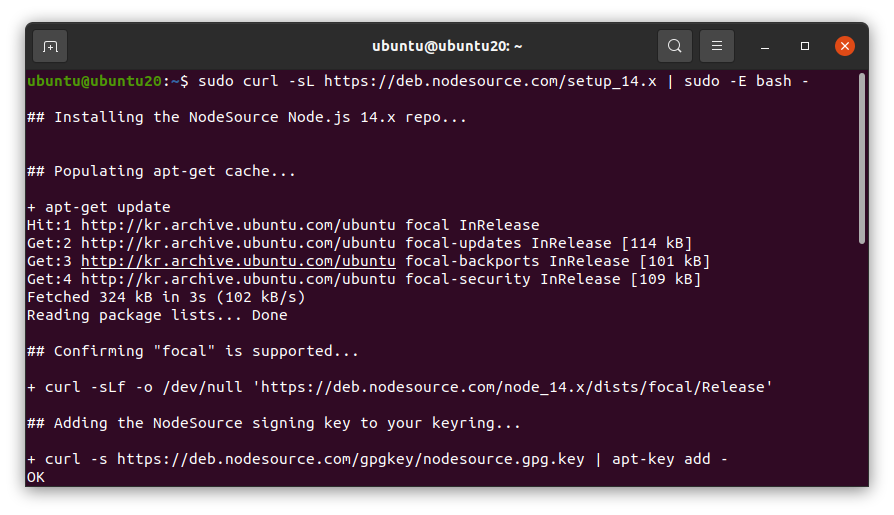 ubuntu@ubuntu20: ~
ubuntu@ubuntu20:~$ sudo curl -sL https://deb.nodesource.com/setup_14.x | sudo -E bash -
## Installing the NodeSource Node.js 14.x repo...
## Populating apt-get cache...
+ apt-get update
Hit:1 http://kr.archive.ubuntu.com/ubuntu focal InRelease
Get:2 http://kr.archive.ubuntu.com/ubuntu focal-updates InRelease [114 kB]
Get:3 http://kr.archive.ubuntu.com/ubuntu focal-backports InRelease [101 kB]
Get:4 http://kr.archive.ubuntu.com/ubuntu focal-security InRelease [109 kB]
Fetched 324 kB in 3s (102 kB/s)
Reading package lists... Done
## Confirming "focal" is supported...
+ curl -sLf -o /dev/null 'https://deb.nodesource.com/node_14.x/dists/focal/Release'
## Adding the NodeSource signing key to your keyring...
+ curl -s https://deb.nodesource.com/gpgkey/nodesource.gpg.key | apt-key add -
OK